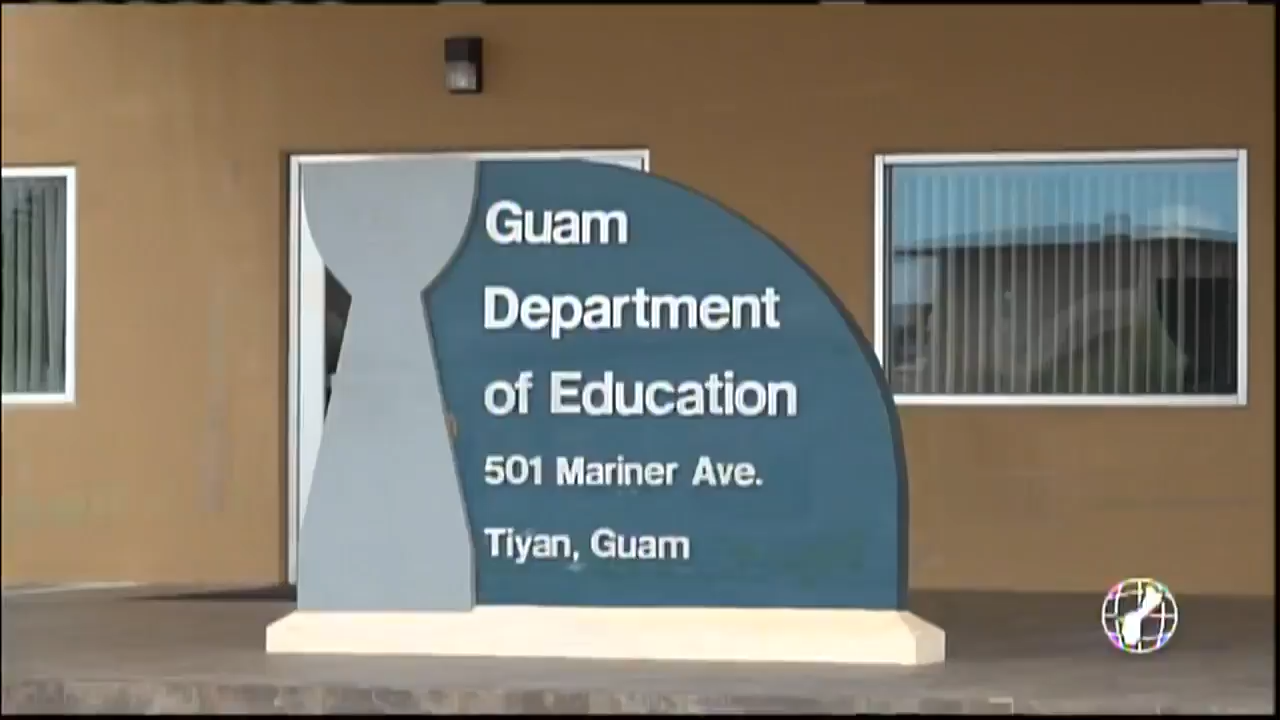 Guam
Department
of Education
501 Mariner Ave.
Tiyan, Guam